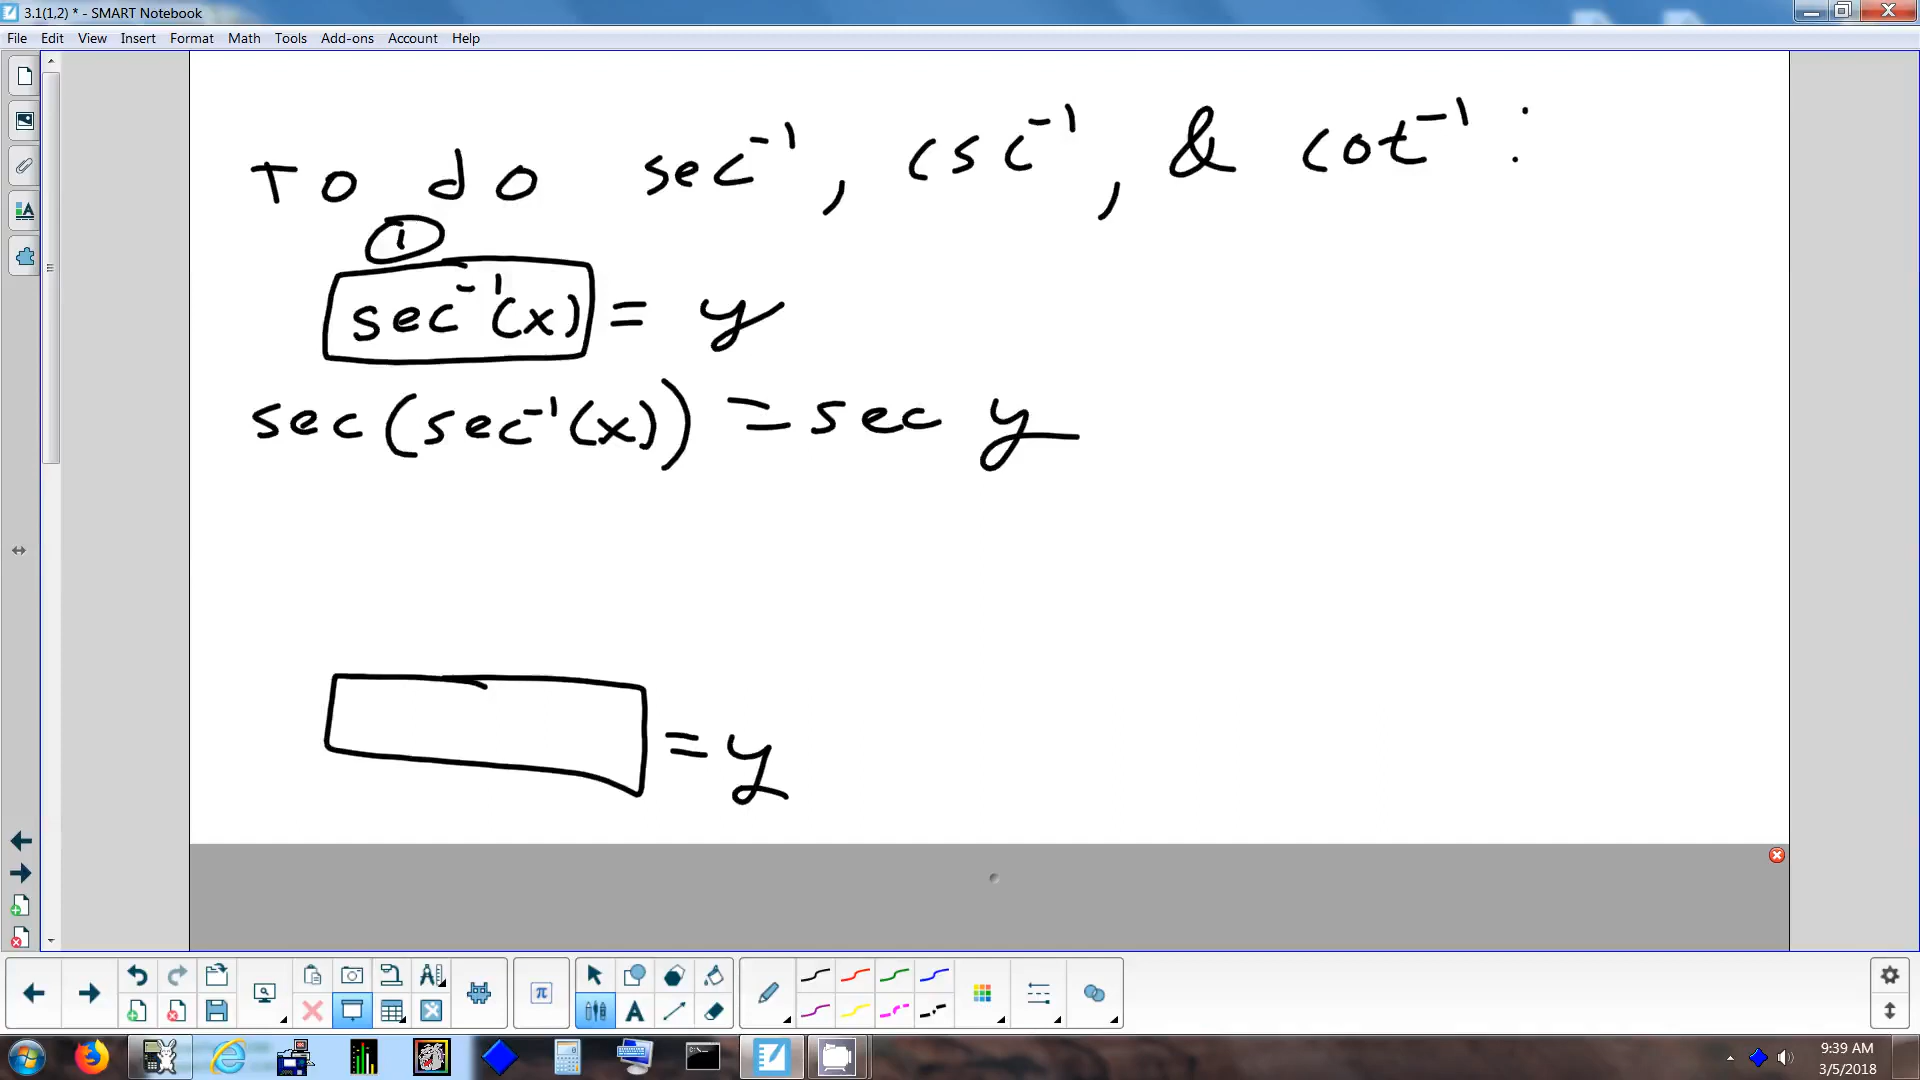 3.1(1,2) * - SMART Notebook
File Edit View Insert Format Math Tools Add-ons Account Help
To do sec⁻¹, csc⁻¹, & cot⁻¹ :
1
sec⁻¹(x) = y
sec(sec⁻¹(x)) = sec y
= y
π
A
9:39 AM
3/5/2018